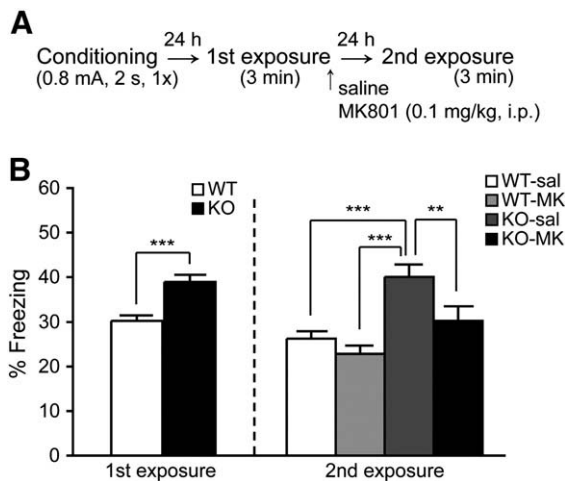 A
Conditioning 24 h → 1st exposure 24 h → 2nd exposure
(0.8 mA, 2 s, 1x) (3 min) ↑ (3 min)
saline
MK801 (0.1 mg/kg, i.p.)
B
% Freezing
60
50
40
30
20
10
0
WT
KO
***
WT-sal
WT-MK
KO-sal
KO-MK
*** **
***
1st exposure 2nd exposure